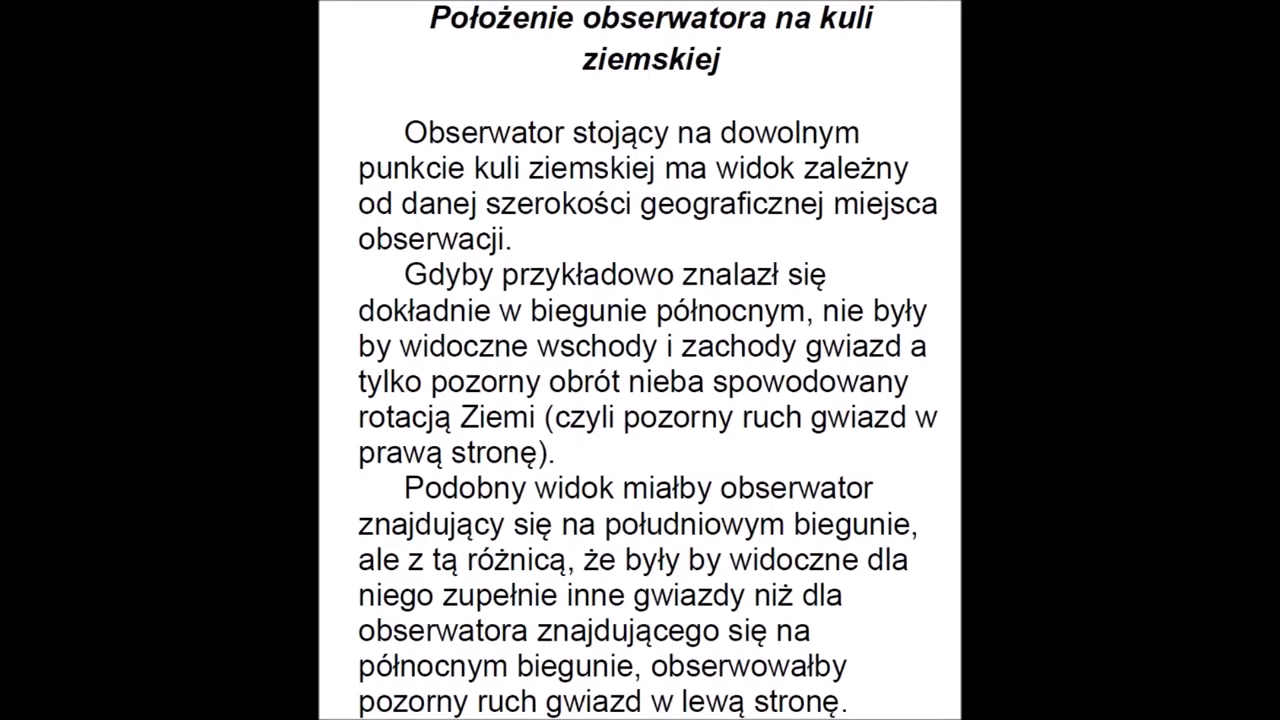 Położenie obserwatora na kuli
ziemskiej
Obserwator stojący na dowolnym
punkcie kuli ziemskiej ma widok zależny
od danej szerokości geograficznej miejsca
obserwacji.
Gdyby przykładowo znalazł się
dokładnie w biegunie północnym, nie były
by widoczne wschody i zachody gwiazd a
tylko pozorny obrót nieba spowodowany
rotacją Ziemi (czyli pozorny ruch gwiazd w
prawą stronę).
Podobny widok miałby obserwator
znajdujący się na południowym biegunie,
ale z tą różnicą, że były by widoczne dla
niego zupełnie inne gwiazdy niż dla
obserwatora znajdującego się na
północnym biegunie, obserwowałby
pozorny ruch gwiazd w lewą stronę.